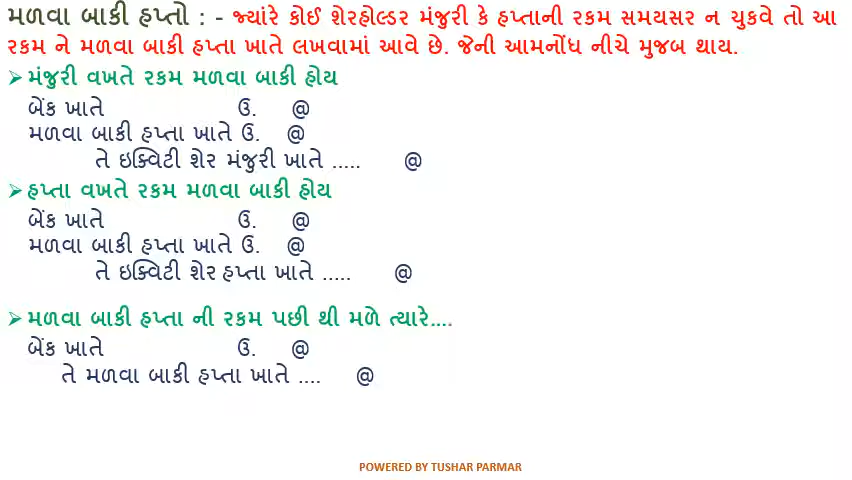 મળવા બાકી હપ્તો : - જ્યાંરે કોઈ શેરહોલ્ડર મંજુરી કે હપ્તાની રકમ સમયસર ન ચુકવે તો આ
રકમ ને મળવા બાકી હપ્તા ખાતે લખવામાં આવે છે. જેની આમનોંધ નીચે મુજબ થાય.
➢ મંજુરી વખતે રકમ મળવા બાકી હોય
બેંક ખાતે ઉ. @
મળવા બાકી હપ્તા ખાતે ઉ. @
તે ઇક્વિટી શેર મંજુરી ખાતે ..... @
➢ હપ્તા વખતે રકમ મળવા બાકી હોય
બેંક ખાતે ઉ. @
મળવા બાકી હપ્તા ખાતે ઉ. @
તે ઇક્વિટી શેર હપ્તા ખાતે ..... @
➢ મળવા બાકી હપ્તા ની રકમ પછી થી મળે ત્યારે....
બેંક ખાતે ઉ. @
તે મળવા બાકી હપ્તા ખાતે .... @
POWERED BY TUSHAR PARMAR